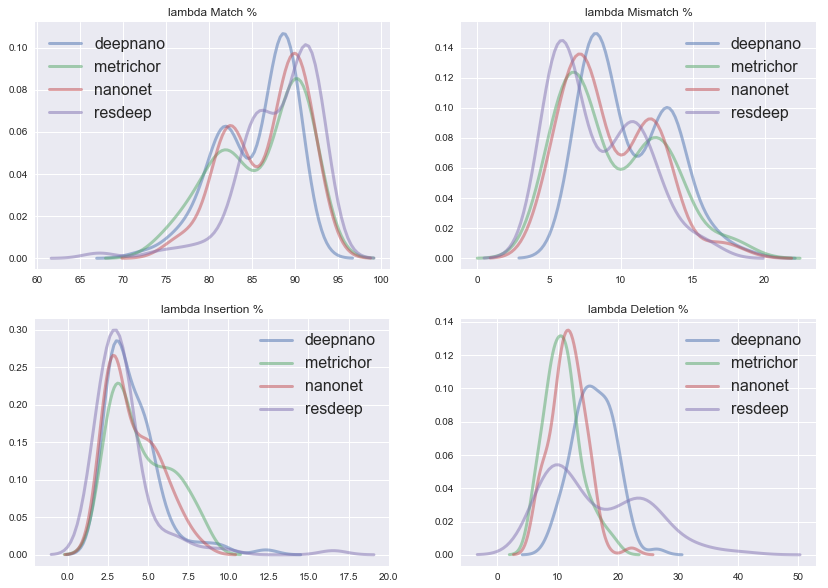 lambda Match %
0.10
0.08
0.06
0.04
0.02
0.00
60 65 70 75 80 85 90 95 100
deepnano
metrichor
nanonet
resdeep
lambda Mismatch %
0.14
0.12
0.10
0.08
0.06
0.04
0.02
0.00
0 5 10 15 20
deepnano
metrichor
nanonet
resdeep
lambda Insertion %
0.30
0.25
0.20
0.15
0.10
0.05
0.00
0.0 2.5 5.0 7.5 10.0 12.5 15.0 17.5 20.0
deepnano
metrichor
nanonet
resdeep
lambda Deletion %
0.14
0.12
0.10
0.08
0.06
0.04
0.02
0.00
0 10 20 30 40 50
deepnano
metrichor
nanonet
resdeep